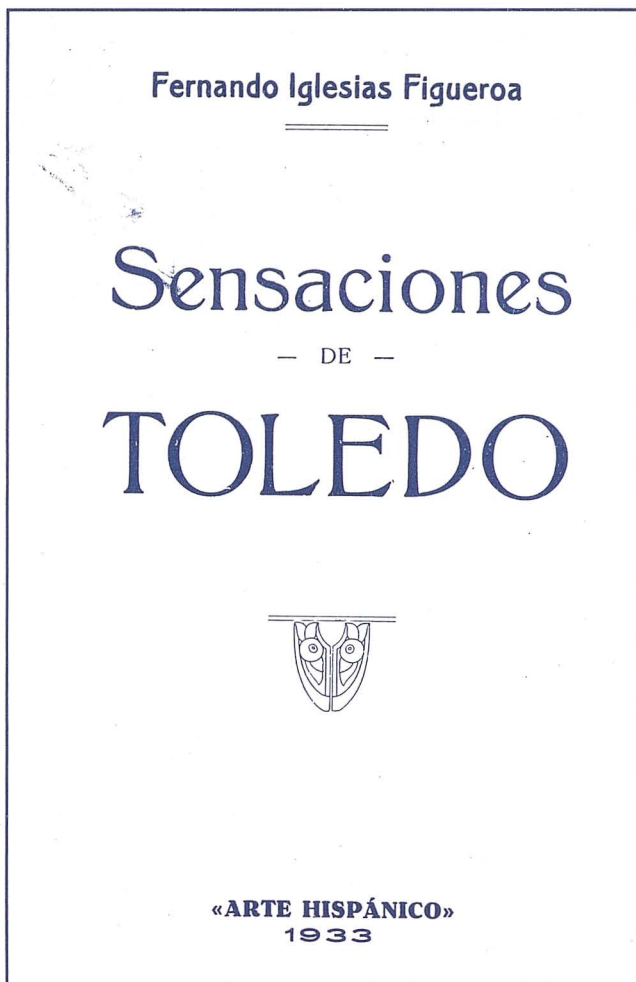 Fernando Iglesias Figueroa
Sensaciones
— DE —
TOLEDO
«ARTE HISPÁNICO»
1933